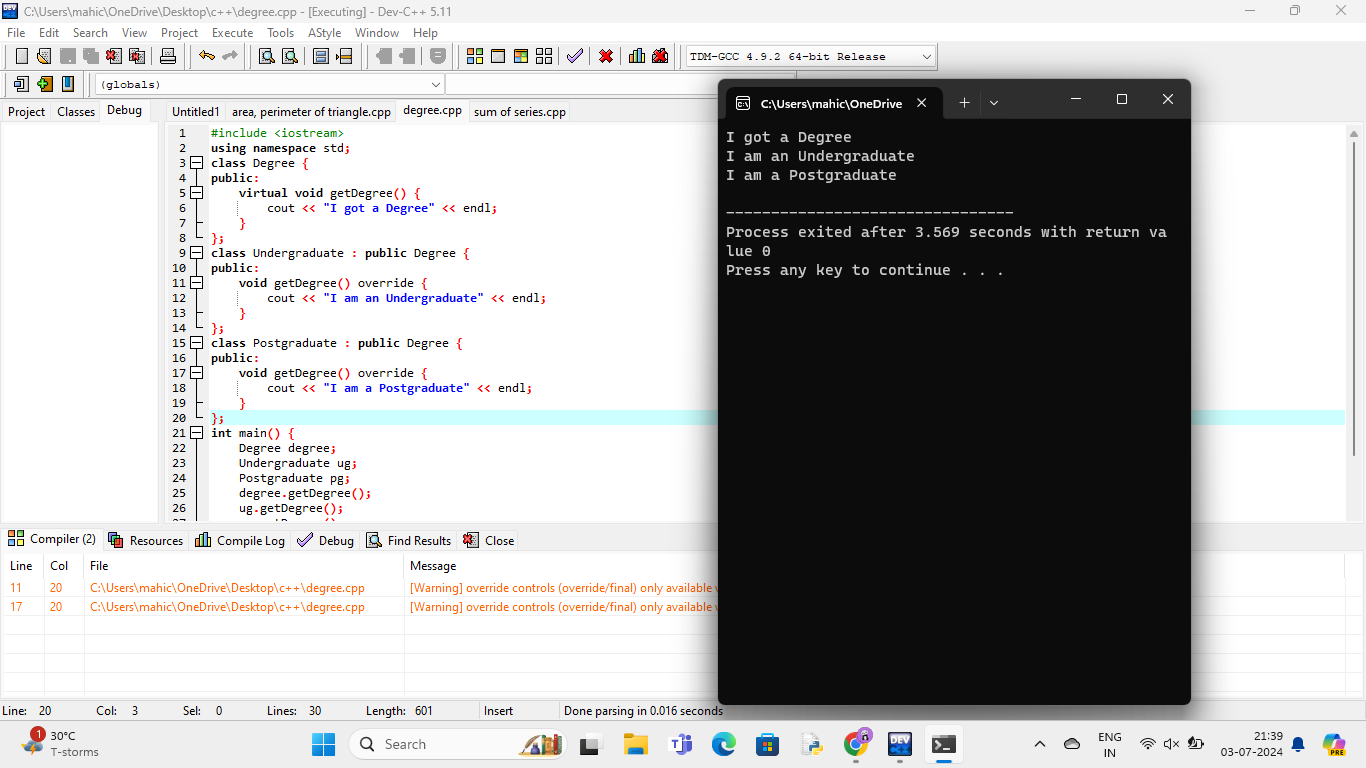 C:\Users\mahic\OneDrive\Desktop\c++\degree.cpp - [Executing] - Dev-C++ 5.11
File Edit Search View Project Execute Tools AStyle Window Help
TDM-GCC 4.9.2 64-bit Release
(globals)
Project Classes Debug
Untitled1 area, perimeter of triangle.cpp degree.cpp sum of series.cpp
1 #include <iostream>
2 using namespace std;
3 class Degree {
4 public:
5 virtual void getDegree() {
6 cout << "I got a Degree" << endl;
7 }
8 };
9 class Undergraduate : public Degree {
10 public:
11 void getDegree() override {
12 cout << "I am an Undergraduate" << endl;
13 }
14 };
15 class Postgraduate : public Degree {
16 public:
17 void getDegree() override {
18 cout << "I am a Postgraduate" << endl;
19 }
20 };
21 int main() {
22 Degree degree;
23 Undergraduate ug;
24 Postgraduate pg;
25 degree.getDegree();
26 ug.getDegree();
C:\Users\mahic\OneDrive
I got a Degree
I am an Undergraduate
I am a Postgraduate
--------------------------------
Process exited after 3.569 seconds with return va
lue 0
Press any key to continue . . .
Compiler (2) Resources Compile Log Debug Find Results Close
Line Col File Message
11 20 C:\Users\mahic\OneDrive\Desktop\c++\degree.cpp [Warning] override controls (override/final) only available
17 20 C:\Users\mahic\OneDrive\Desktop\c++\degree.cpp [Warning] override controls (override/final) only available
Line: 20 Col: 3 Sel: 0 Lines: 30 Length: 601 Insert Done parsing in 0.016 seconds
1 30°C
T-storms
Search
DEV
ENG
IN
21:39
03-07-2024
PRE